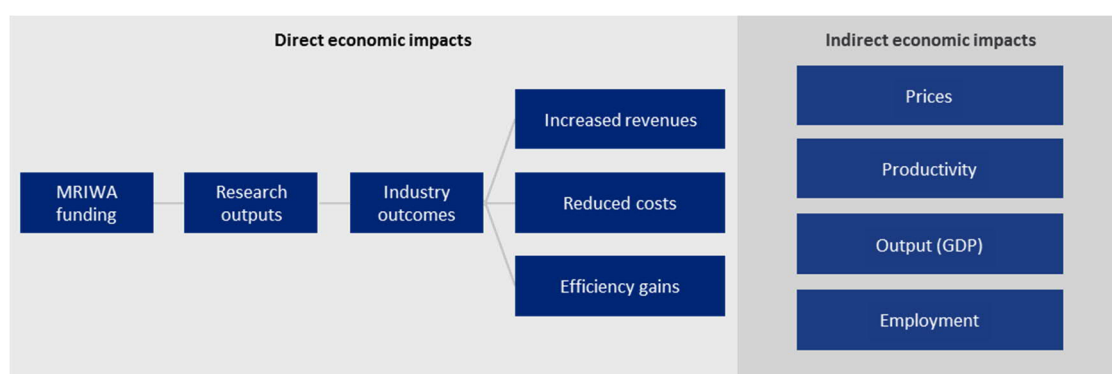 Direct economic impacts
MRIWA
funding
Research
outputs
Industry
outcomes
Increased revenues
Reduced costs
Efficiency gains
Indirect economic impacts
Prices
Productivity
Output (GDP)
Employment